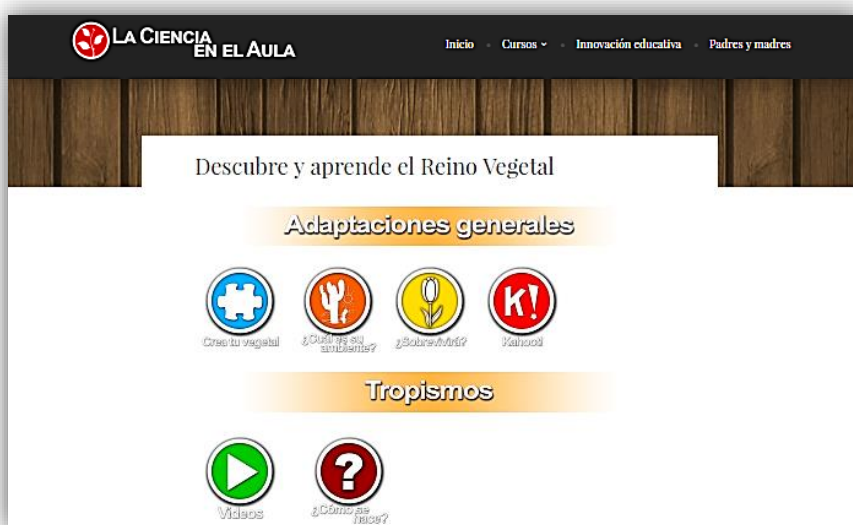 LA CIENCIA
EN EL AULA
Inicio Cursos Innovación educativa Padres y madres
Descubre y aprende el Reino Vegetal
Adaptaciones generales
K!
Crea tu vegetal
¿Cuál es su
ambiente?
¿Sobrevivirá?
Kahoot!
Tropismos
?
Videos
¿Cómo se
hace?